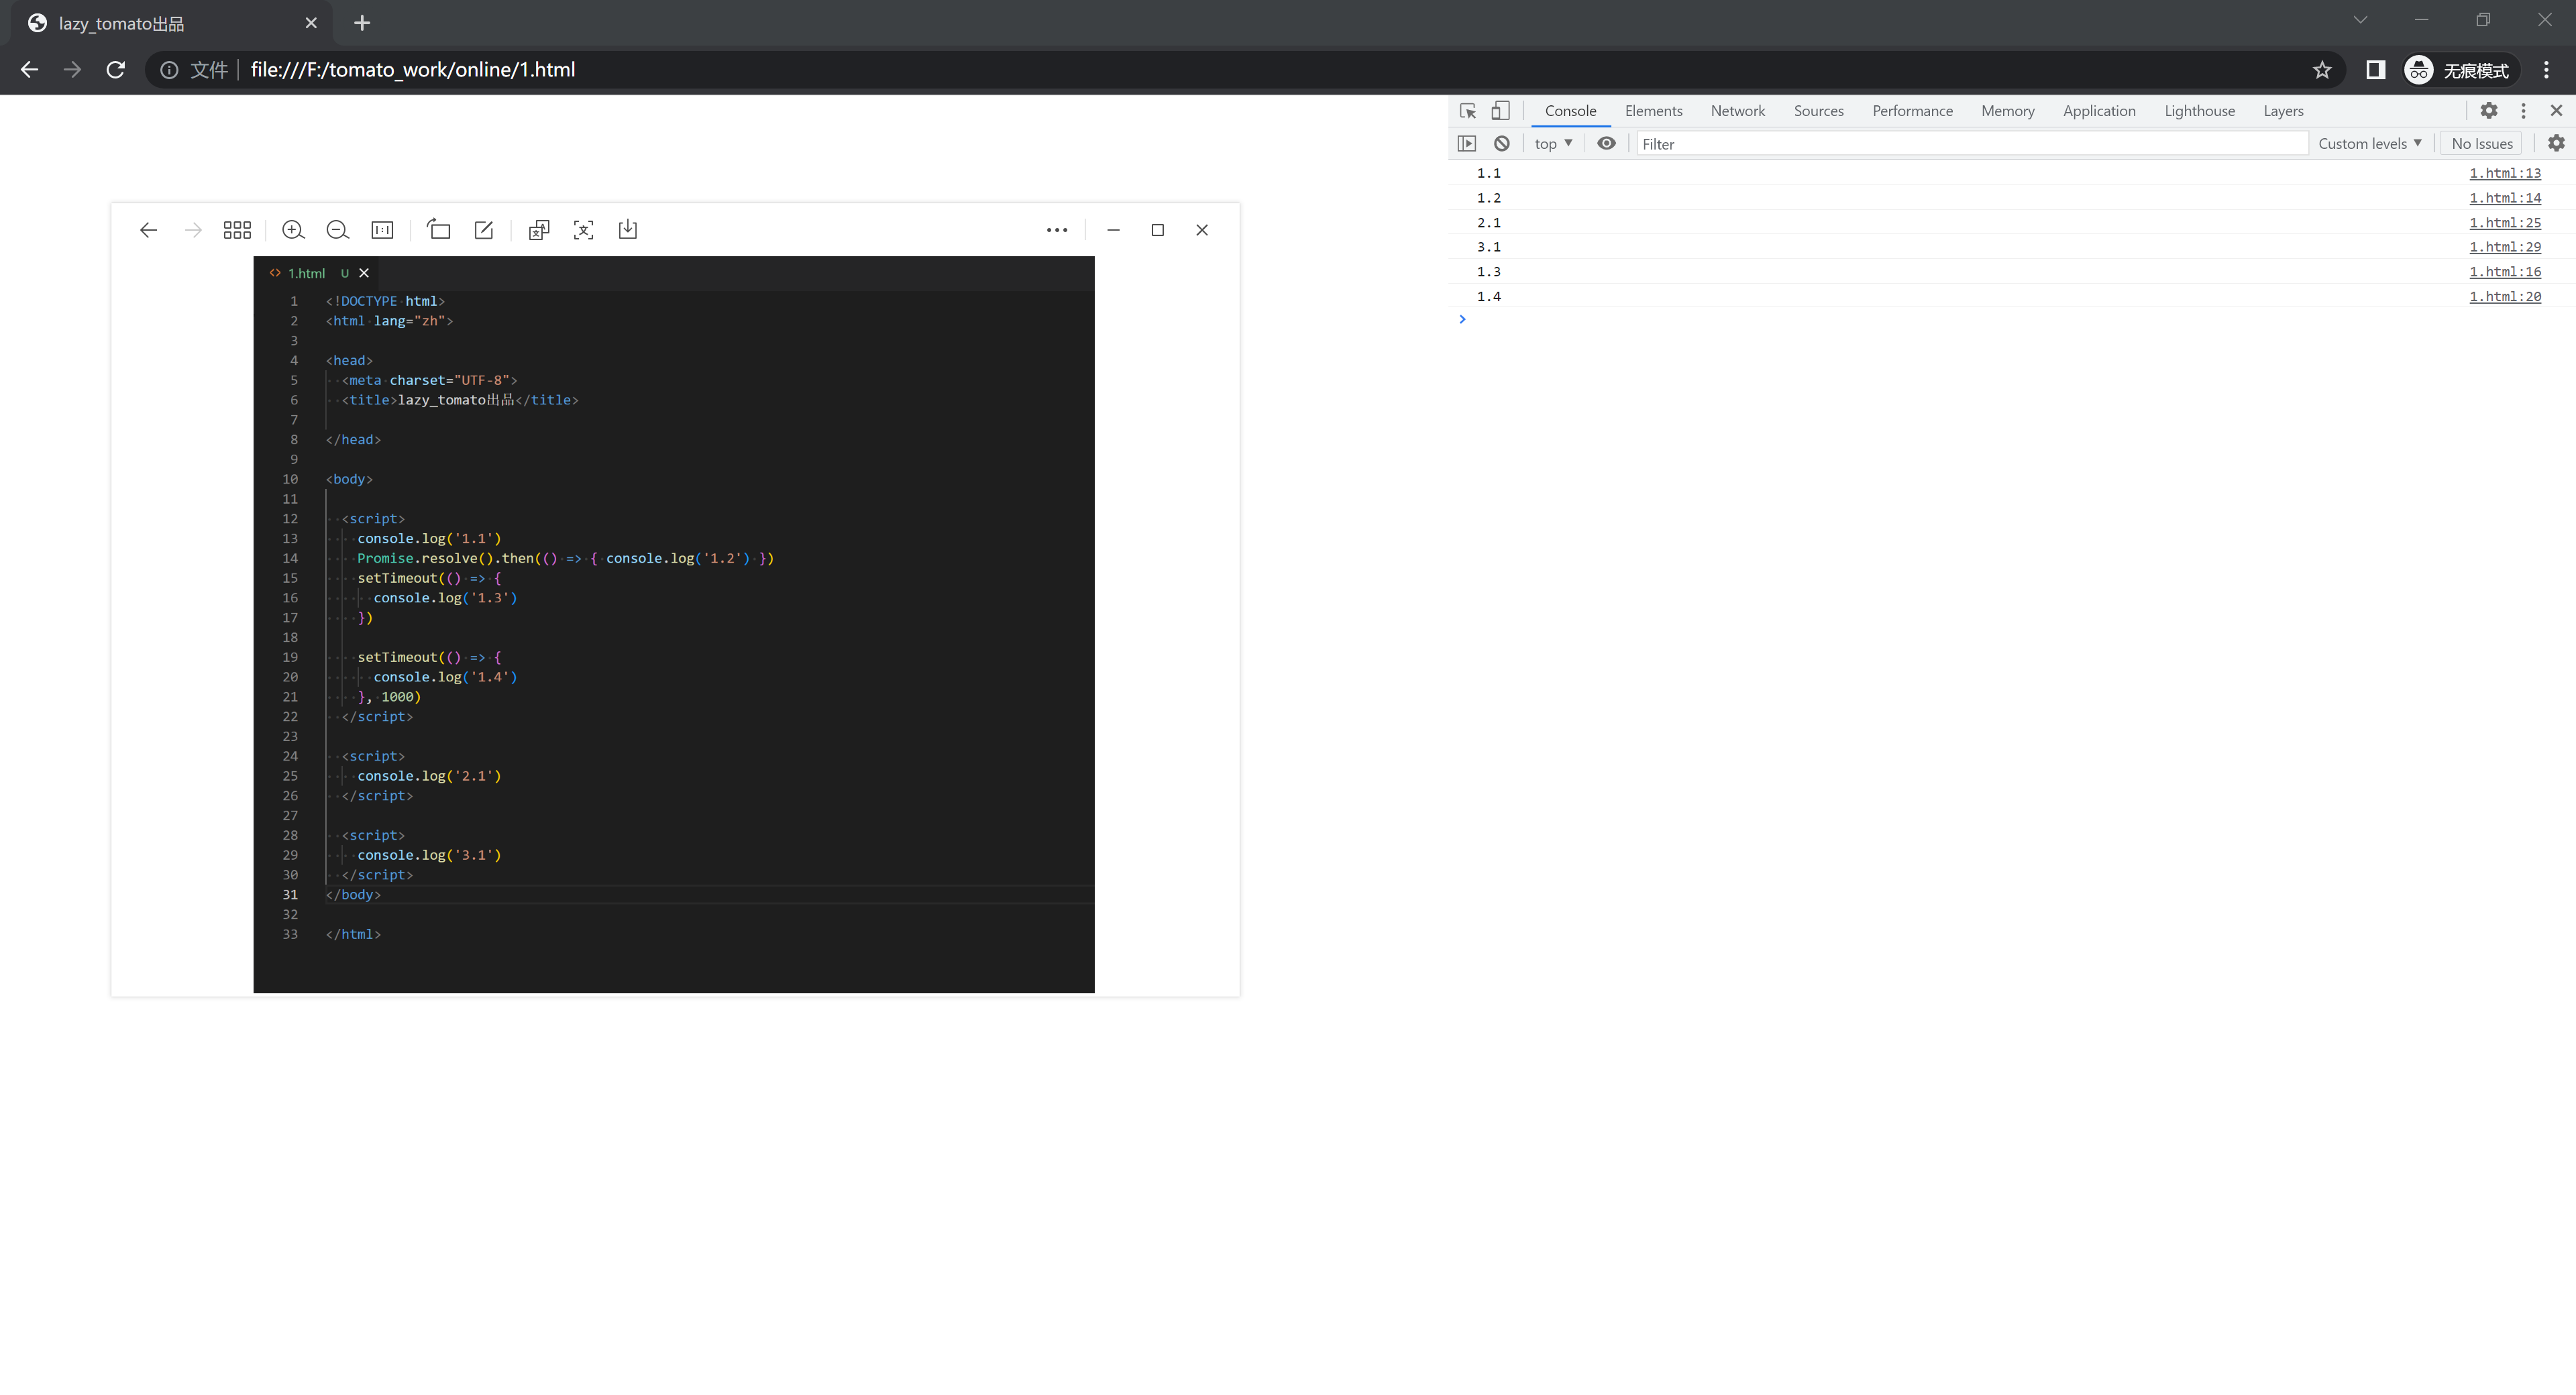 lazy_tomato出品
文件 file:///F:/tomato_work/online/1.html
无痕模式
Console Elements Network Sources Performance Memory Application Lighthouse Layers
top Filter Custom levels No Issues
1.1 1.html:13
1.2 1.html:14
2.1 1.html:25
3.1 1.html:29
1.3 1.html:16
1.4 1.html:20
1.html U
1 <!DOCTYPE html>
2 <html lang="zh">
3
4 <head>
5 <meta charset="UTF-8">
6 <title>lazy_tomato出品</title>
7
8 </head>
9
10 <body>
11
12 <script>
13 console.log('1.1')
14 Promise.resolve().then(() => { console.log('1.2') })
15 setTimeout(() => {
16 console.log('1.3')
17 })
18
19 setTimeout(() => {
20 console.log('1.4')
21 }, 1000)
22 </script>
23
24 <script>
25 console.log('2.1')
26 </script>
27
28 <script>
29 console.log('3.1')
30 </script>
31 </body>
32
33 </html>